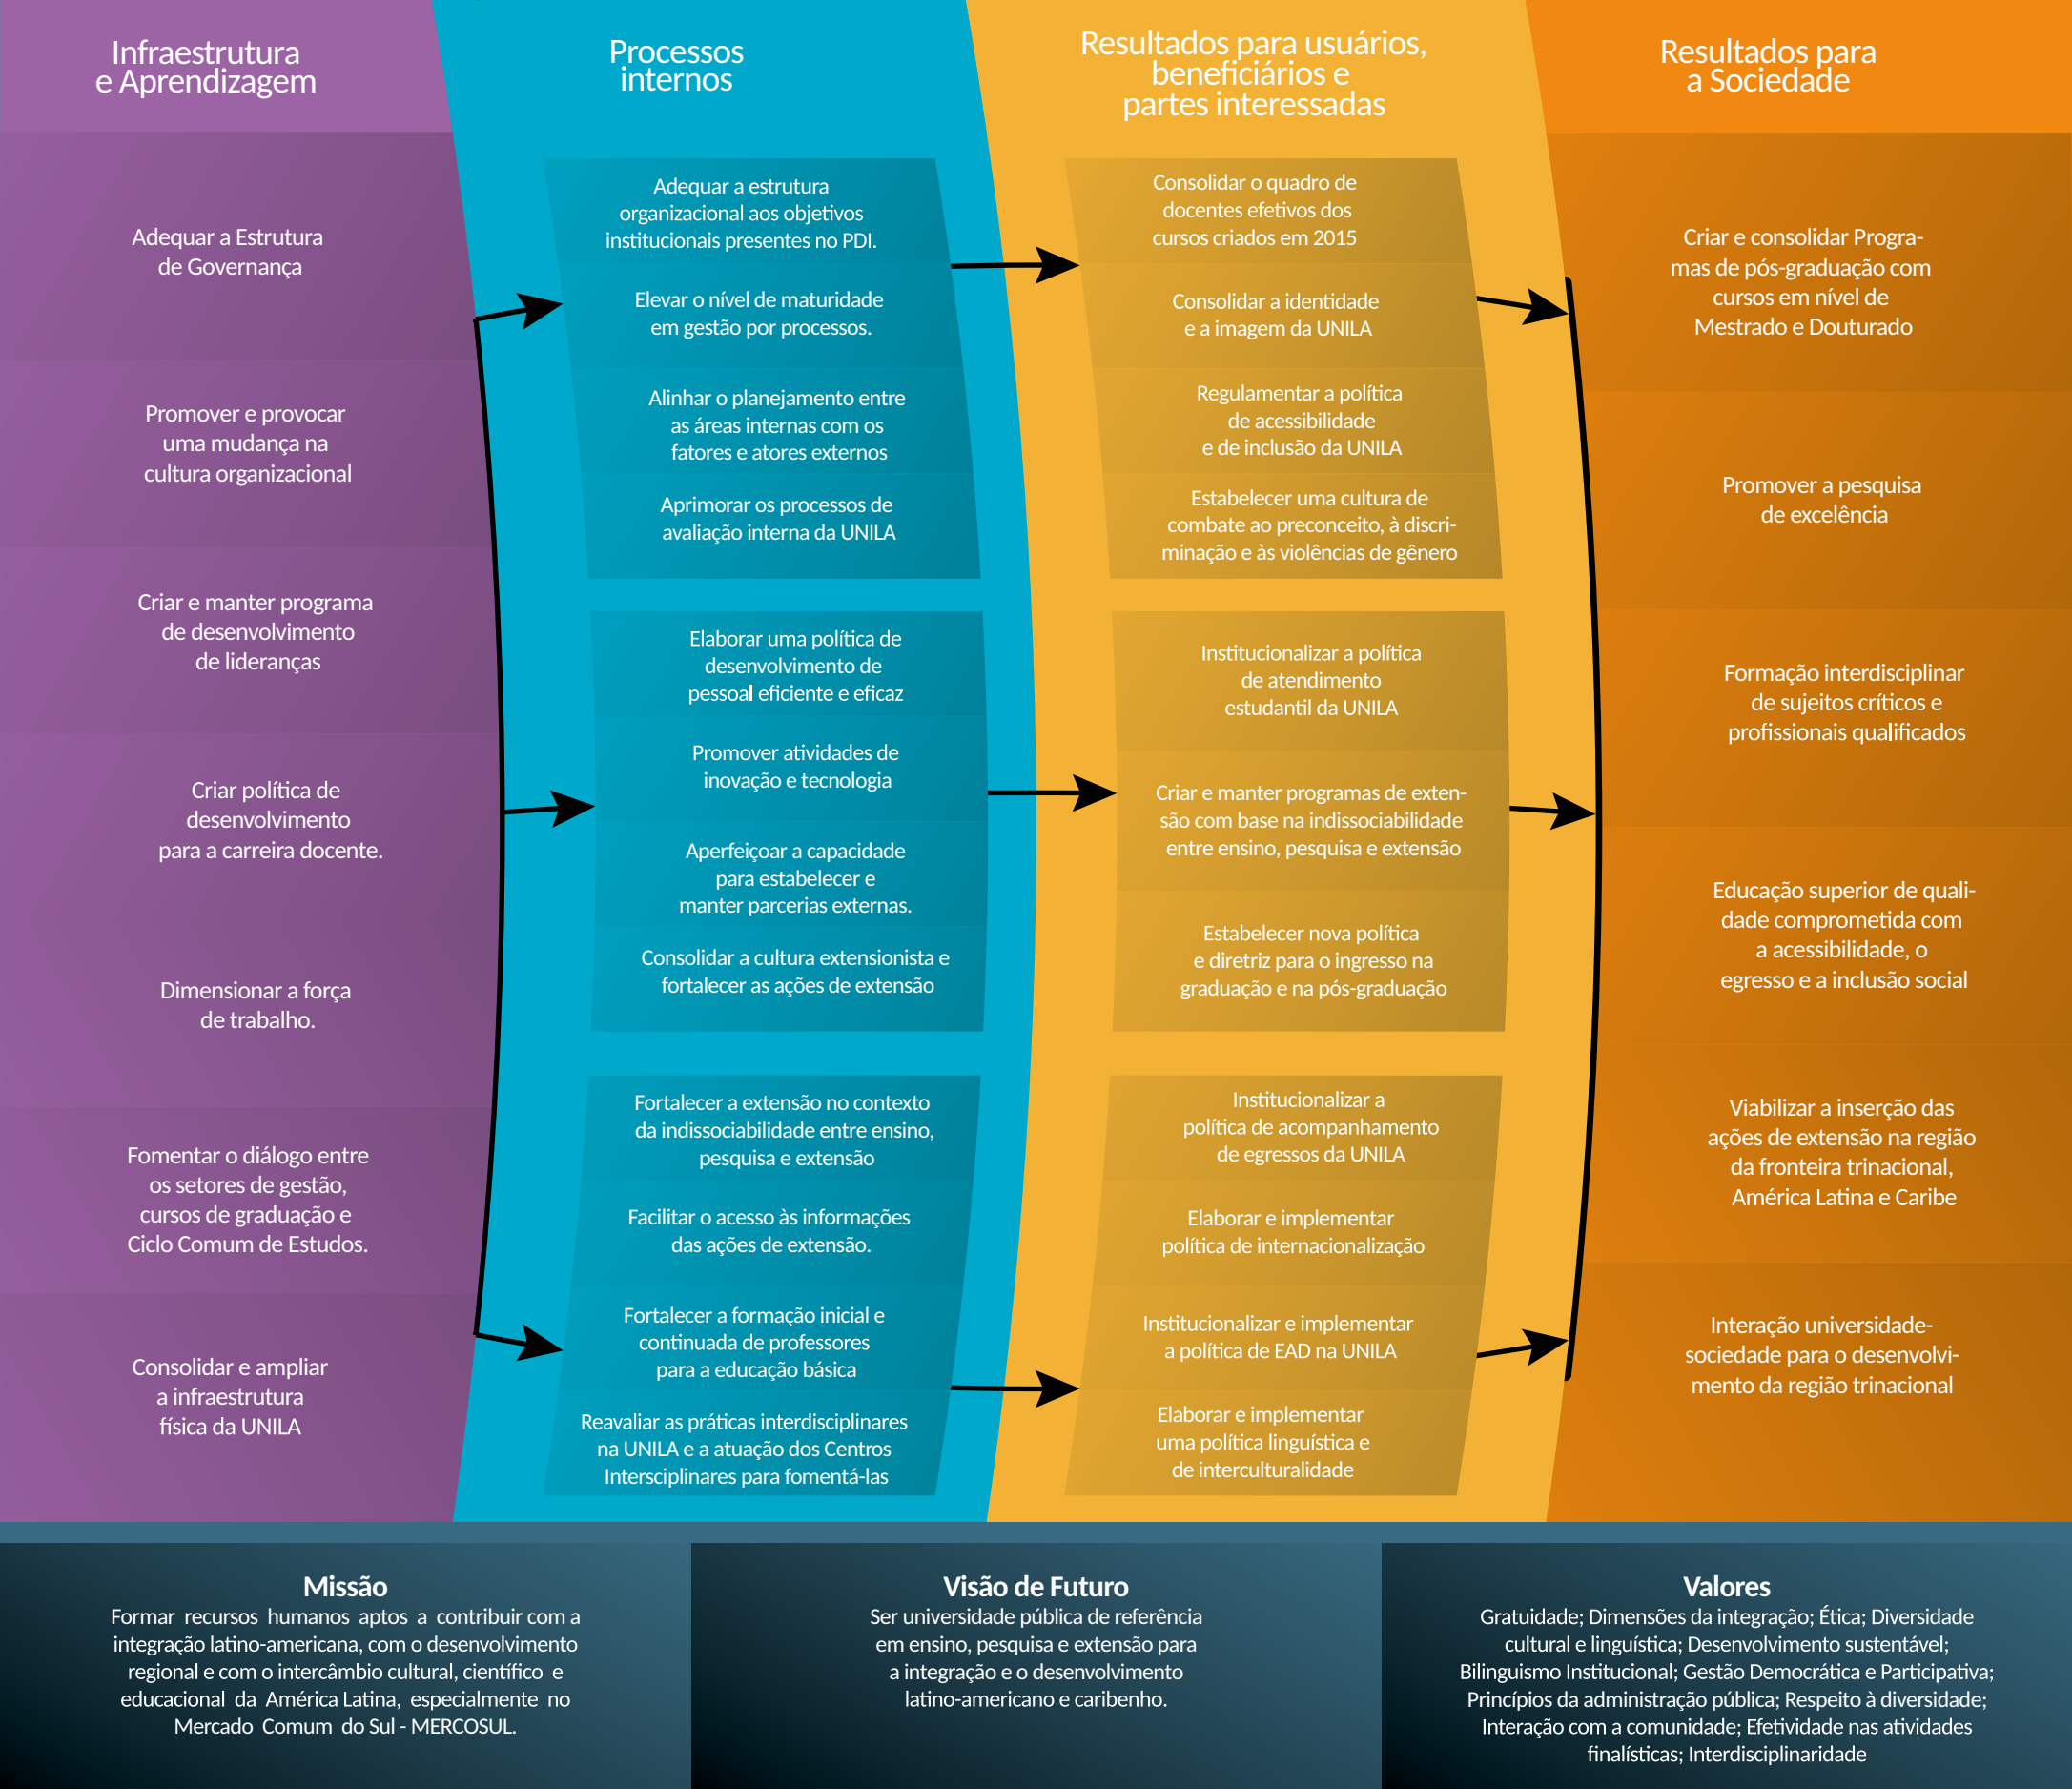 Infraestrutura
e Aprendizagem
Adequar a Estrutura
de Governança
Promover e provocar
uma mudança na
cultura organizacional
Criar e manter programa
de desenvolvimento
de lideranças
Criar política de
desenvolvimento
para a carreira docente.
Dimensionar a força
de trabalho.
Fomentar o diálogo entre
os setores de gestão,
cursos de graduação e
Ciclo Comum de Estudos.
Consolidar e ampliar
a infraestrutura
física da UNILA
Processos
internos
Adequar a estrutura
organizacional aos objetivos
institucionais presentes no PDI.
Elevar o nível de maturidade
em gestão por processos.
Alinhar o planejamento entre
as áreas internas com os
fatores e atores externos
Aprimorar os processos de
avaliação interna da UNILA
Elaborar uma política de
desenvolvimento de
pessoal eficiente e eficaz
Promover atividades de
inovação e tecnologia
Aperfeiçoar a capacidade
para estabelecer e
manter parcerias externas.
Consolidar a cultura extensionista e
fortalecer as ações de extensão
Fortalecer a extensão no contexto
da indissociabilidade entre ensino,
pesquisa e extensão
Facilitar o acesso às informações
das ações de extensão.
Fortalecer a formação inicial e
continuada de professores
para a educação básica
Reavaliar as práticas interdisciplinares
na UNILA e a atuação dos Centros
Intersciplinares para fomentá-las
Resultados para usuários,
beneficiários e
partes interessadas
Consolidar o quadro de
docentes efetivos dos
cursos criados em 2015
Consolidar a identidade
e a imagem da UNILA
Regulamentar a política
de acessibilidade
e de inclusão da UNILA
Estabelecer uma cultura de
combate ao preconceito, à discri-
minação e às violências de gênero
Institucionalizar a política
de atendimento
estudantil da UNILA
Criar e manter programas de exten-
são com base na indissociabilidade
entre ensino, pesquisa e extensão
Estabelecer nova política
e diretriz para o ingresso na
graduação e na pós-graduação
Institucionalizar a
política de acompanhamento
de egressos da UNILA
Elaborar e implementar
política de internacionalização
Institucionalizar e implementar
a política de EAD na UNILA
Elaborar e implementar
uma política linguística e
de interculturalidade
Resultados para
a Sociedade
Criar e consolidar Progra-
mas de pós-graduação com
cursos em nível de
Mestrado e Douturado
Promover a pesquisa
de excelência
Formação interdisciplinar
de sujeitos críticos e
profissionais qualificados
Educação superior de quali-
dade comprometida com
a acessibilidade, o
egresso e a inclusão social
Viabilizar a inserção das
ações de extensão na região
da fronteira trinacional,
América Latina e Caribe
Interação universidade-
sociedade para o desenvolvi-
mento da região trinacional
Missão
Formar recursos humanos aptos a contribuir com a
integração latino-americana, com o desenvolvimento
regional e com o intercâmbio cultural, científico e
educacional da América Latina, especialmente no
Mercado Comum do Sul - MERCOSUL.
Visão de Futuro
Ser universidade pública de referência
em ensino, pesquisa e extensão para
a integração e o desenvolvimento
latino-americano e caribenho.
Valores
Gratuidade; Dimensões da integração; Ética; Diversidade
cultural e linguística; Desenvolvimento sustentável;
Bilinguismo Institucional; Gestão Democrática e Participativa;
Princípios da administração pública; Respeito à diversidade;
Interação com a comunidade; Efetividade nas atividades
finalísticas; Interdisciplinaridade